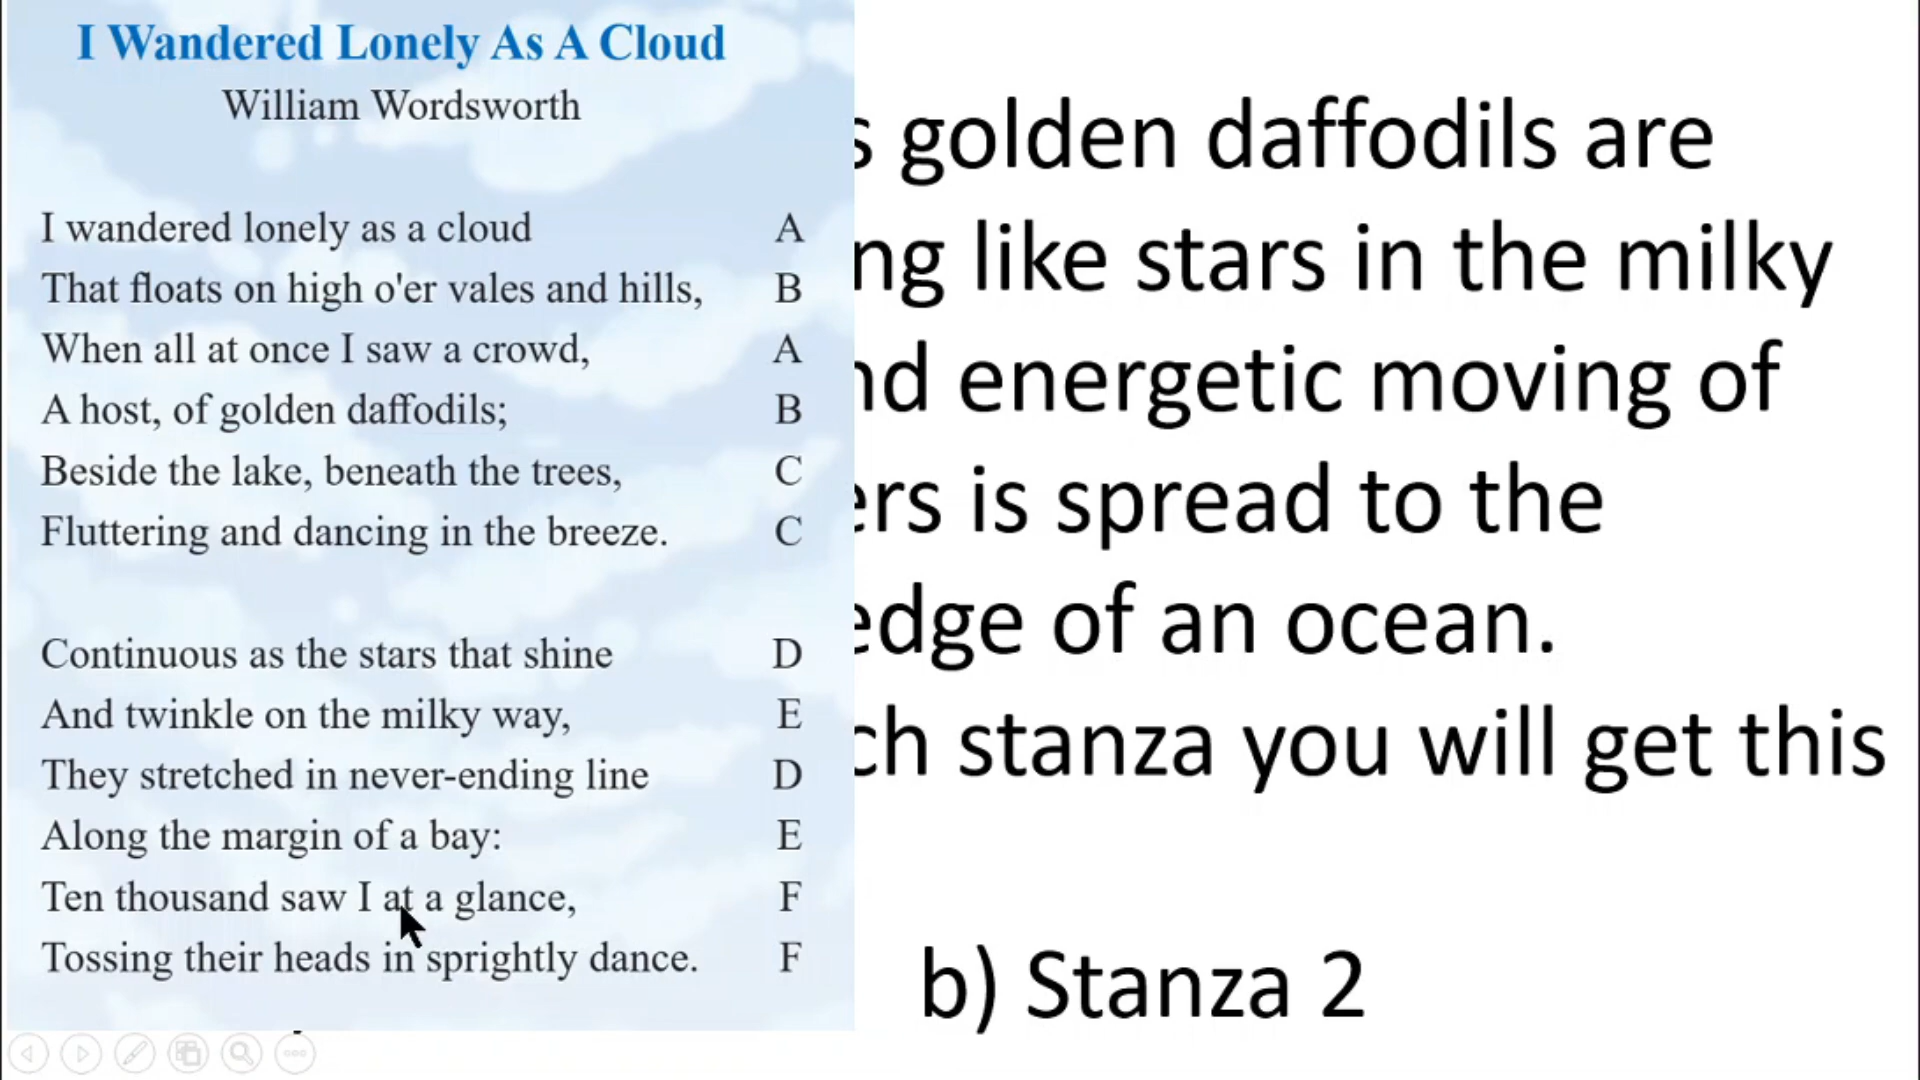 I Wandered Lonely As A Cloud
William Wordsworth
I wandered lonely as a cloud A
That floats on high o'er vales and hills, B
When all at once I saw a crowd, A
A host, of golden daffodils; B
Beside the lake, beneath the trees, C
Fluttering and dancing in the breeze. C
Continuous as the stars that shine D
And twinkle on the milky way, E
They stretched in never-ending line D
Along the margin of a bay: E
Ten thousand saw I at a glance, F
Tossing their heads in sprightly dance. F
golden daffodils are
like stars in the milky
energetic moving of
is spread to the
edge of an ocean.
stanza you will get this
b) Stanza 2